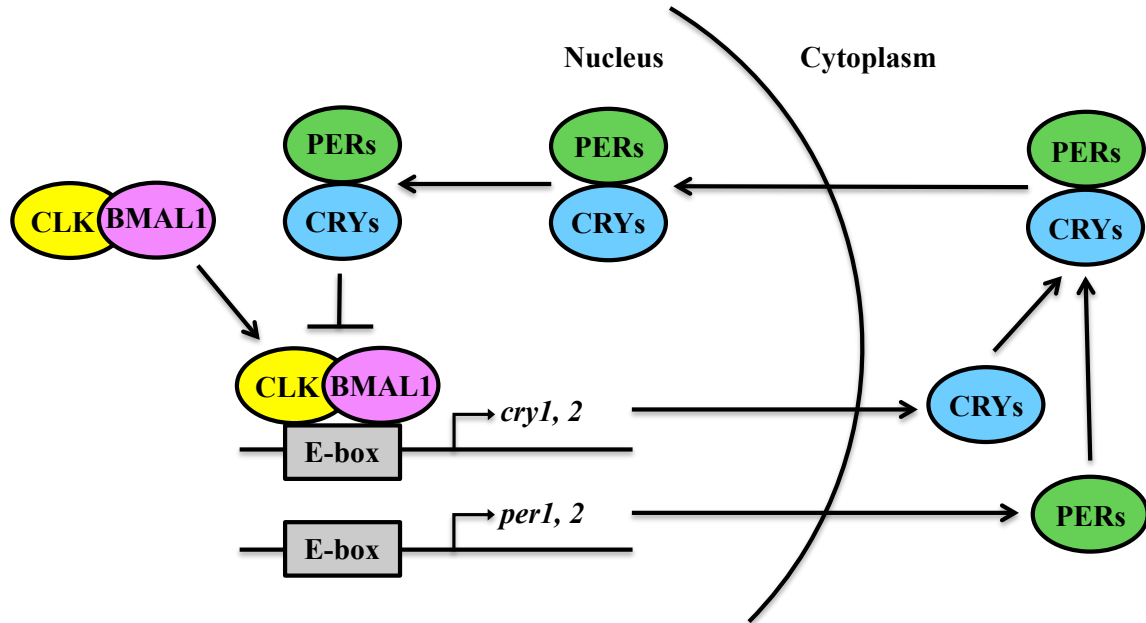 Nucleus
Cytoplasm
PERs
CRYs
PERs
CRYs
PERs
CRYs
CLK
BMAL1
CLK
BMAL1
cry1, 2
E-box
CRYs
per1, 2
E-box
PERs